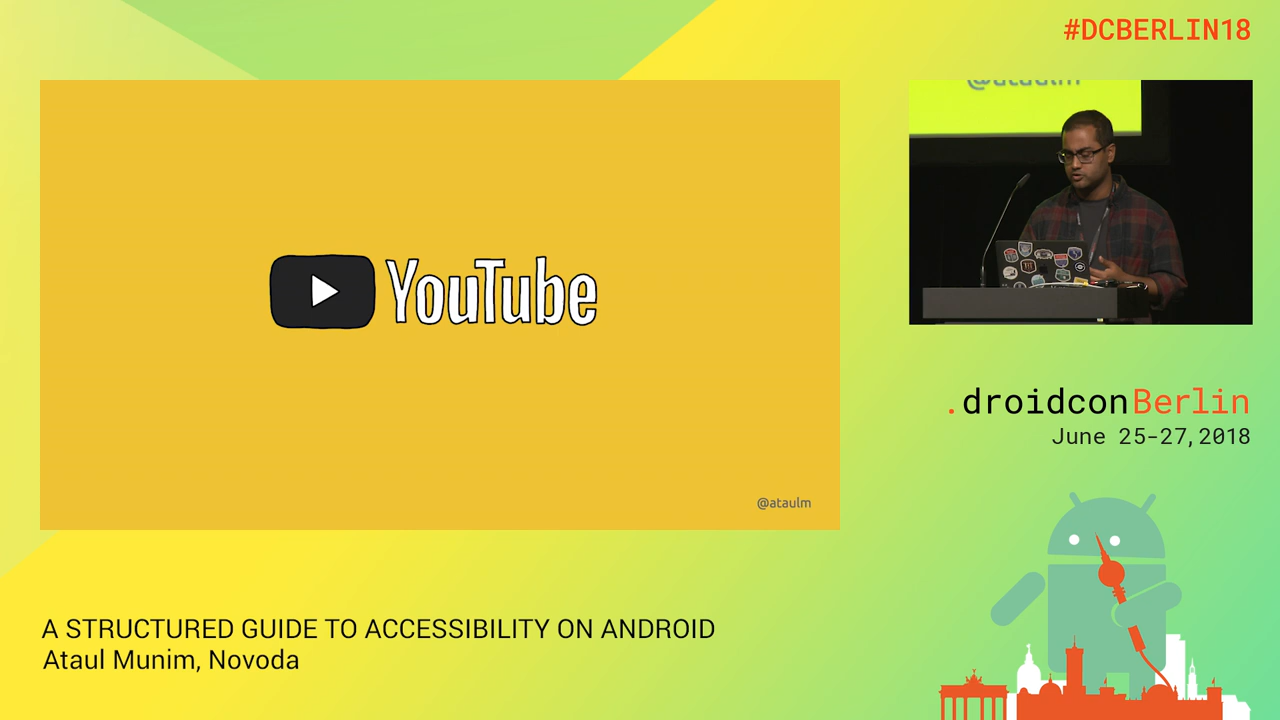 #DCBERLIN18
@ataulm
YouTube
@ataulm
.droidconBerlin
June 25-27, 2018
A STRUCTURED GUIDE TO ACCESSIBILITY ON ANDROID
Ataul Munim, Novoda